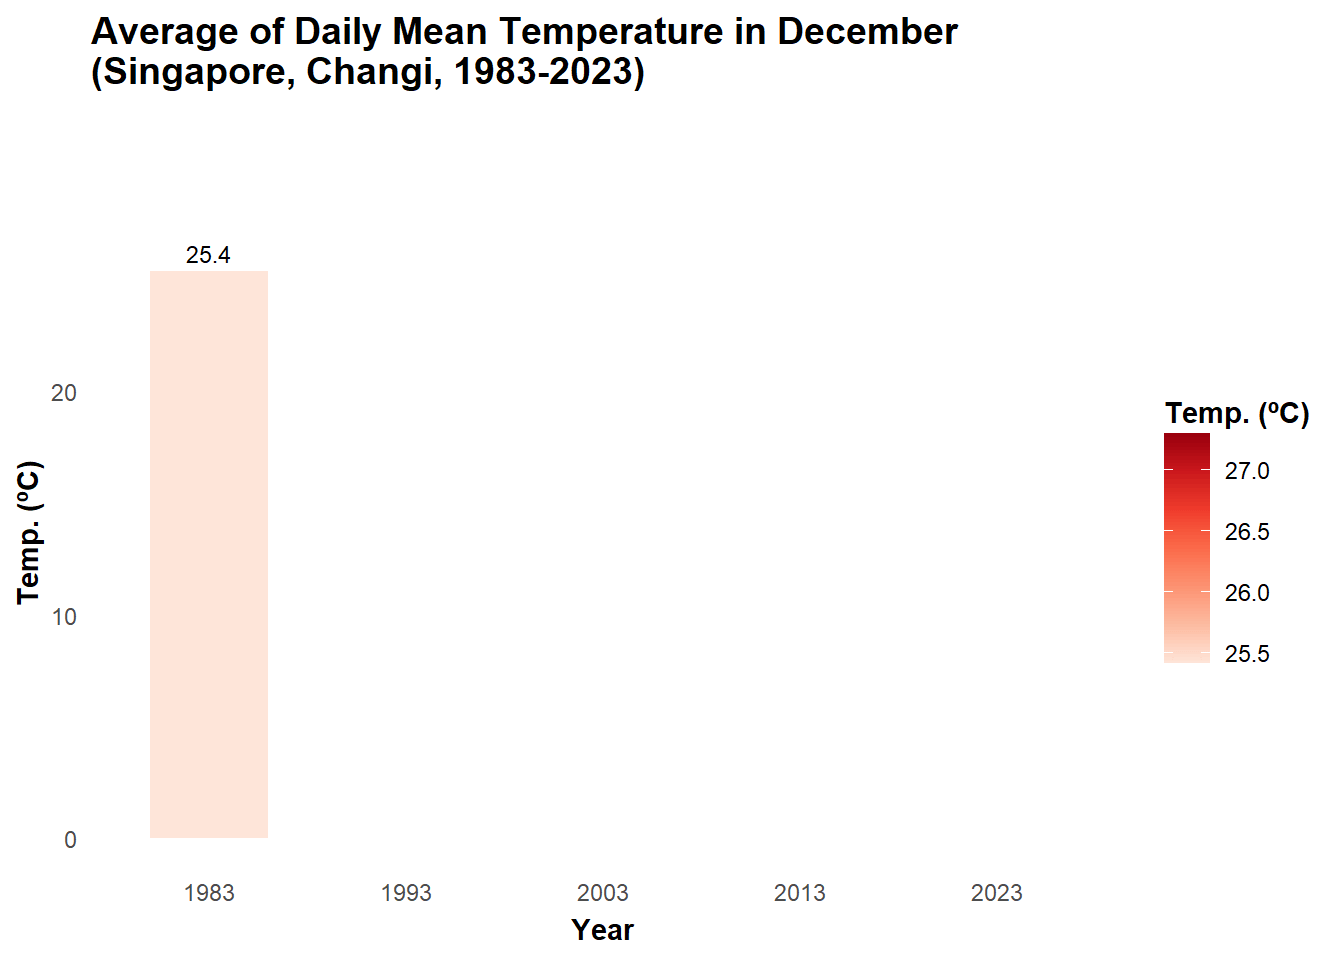 Average of Daily Mean Temperature in December
(Singapore, Changi, 1983-2023)
25.4
20
10
0
Temp. (ºC)
1983
1993
2003
2013
2023
Year
Temp. (ºC)
27.0
26.5
26.0
25.5